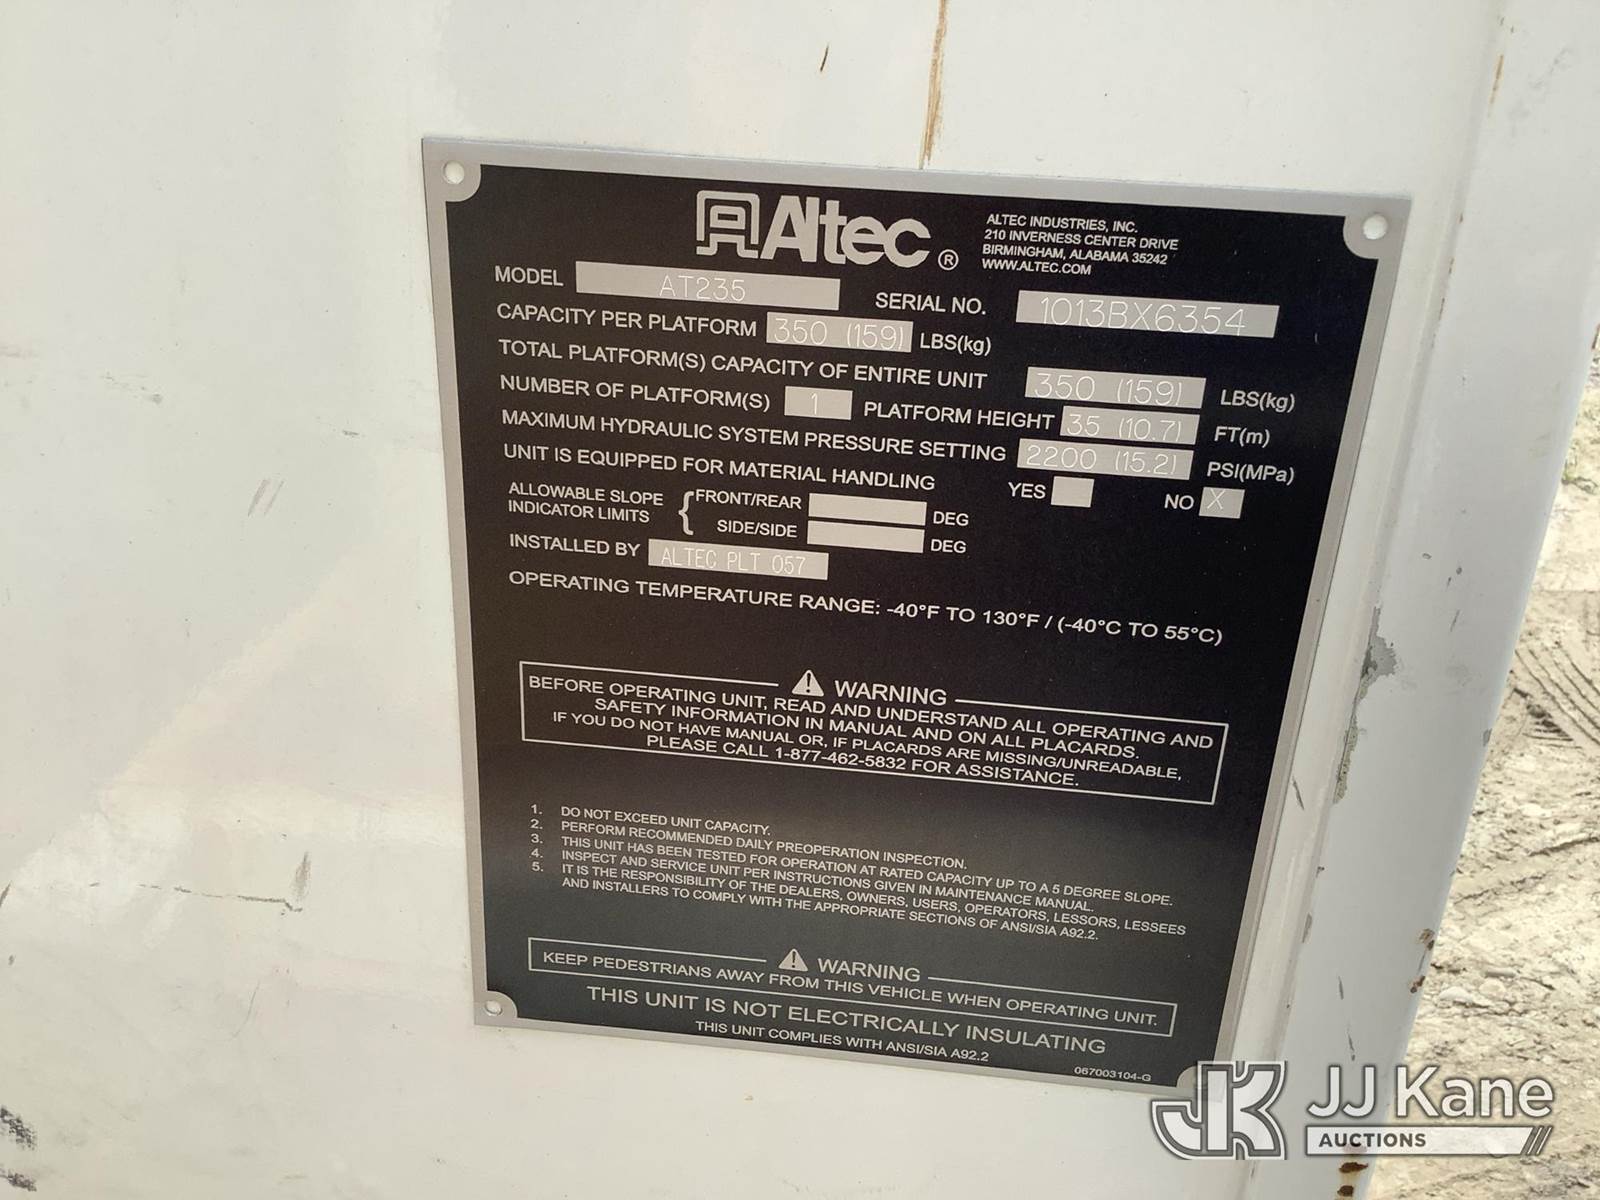 Altec ®
ALTEC INDUSTRIES, INC.
210 INVERNESS CENTER DRIVE
BIRMINGHAM, ALABAMA 35242
WWW.ALTEC.COM
MODEL AT235 SERIAL NO. 1013BX6354
CAPACITY PER PLATFORM 350 (159) LBS(kg)
TOTAL PLATFORM(S) CAPACITY OF ENTIRE UNIT 350 (159) LBS(kg)
NUMBER OF PLATFORM(S) 1 PLATFORM HEIGHT 35 (10.7) FT(m)
MAXIMUM HYDRAULIC SYSTEM PRESSURE SETTING 2200 (15.2) PSI(MPa)
UNIT IS EQUIPPED FOR MATERIAL HANDLING YES NO X
ALLOWABLE SLOPE INDICATOR LIMITS { FRONT/REAR DEG
SIDE/SIDE DEG
INSTALLED BY ALTEC PLT 057
OPERATING TEMPERATURE RANGE: -40°F TO 130°F / (-40°C TO 55°C)
WARNING
BEFORE OPERATING UNIT, READ AND UNDERSTAND ALL OPERATING AND
SAFETY INFORMATION IN MANUAL AND ON ALL PLACARDS.
IF YOU DO NOT HAVE MANUAL OR, IF PLACARDS ARE MISSING/UNREADABLE,
PLEASE CALL 1-877-462-5832 FOR ASSISTANCE.
1. DO NOT EXCEED UNIT CAPACITY.
2. PERFORM RECOMMENDED DAILY PREOPERATION INSPECTION.
3. THIS UNIT HAS BEEN TESTED FOR OPERATION AT RATED CAPACITY UP TO A 5 DEGREE SLOPE.
4. INSPECT AND SERVICE UNIT PER INSTRUCTIONS GIVEN IN MAINTENANCE MANUAL.
5. IT IS THE RESPONSIBILITY OF THE DEALERS, OWNERS, USERS, OPERATORS, LESSORS, LESSEES
AND INSTALLERS TO COMPLY WITH THE APPROPRIATE SECTIONS OF ANSI/SIA A92.2.
WARNING
KEEP PEDESTRIANS AWAY FROM THIS VEHICLE WHEN OPERATING UNIT.
THIS UNIT IS NOT ELECTRICALLY INSULATING
THIS UNIT COMPLIES WITH ANSI/SIA A92.2
067003104-G
JK JJ Kane
AUCTIONS